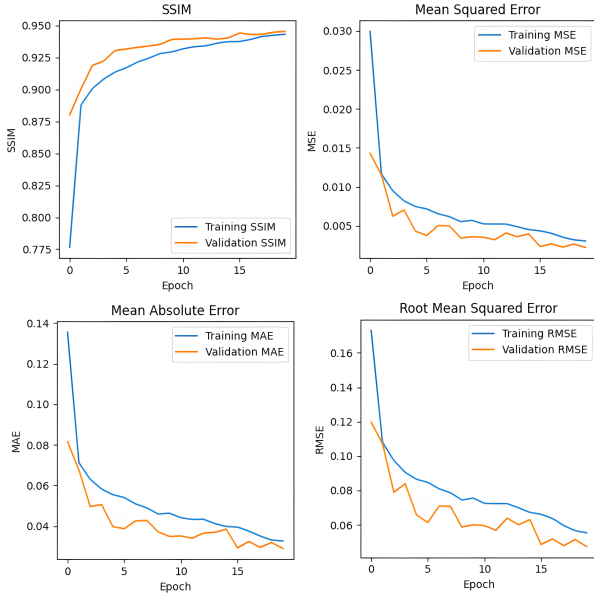 SSIM
0.950
0.925
0.900
0.875
0.850
0.825
0.800
0.775
SSIM
Training SSIM
Validation SSIM
0 5 10 15
Epoch
Mean Squared Error
0.030
0.025
0.020
0.015
0.010
0.005
MSE
Training MSE
Validation MSE
0 5 10 15
Epoch
Mean Absolute Error
0.14
0.12
0.10
0.08
0.06
0.04
MAE
Training MAE
Validation MAE
0 5 10 15
Epoch
Root Mean Squared Error
0.16
0.14
0.12
0.10
0.08
0.06
RMSE
Training RMSE
Validation RMSE
0 5 10 15
Epoch